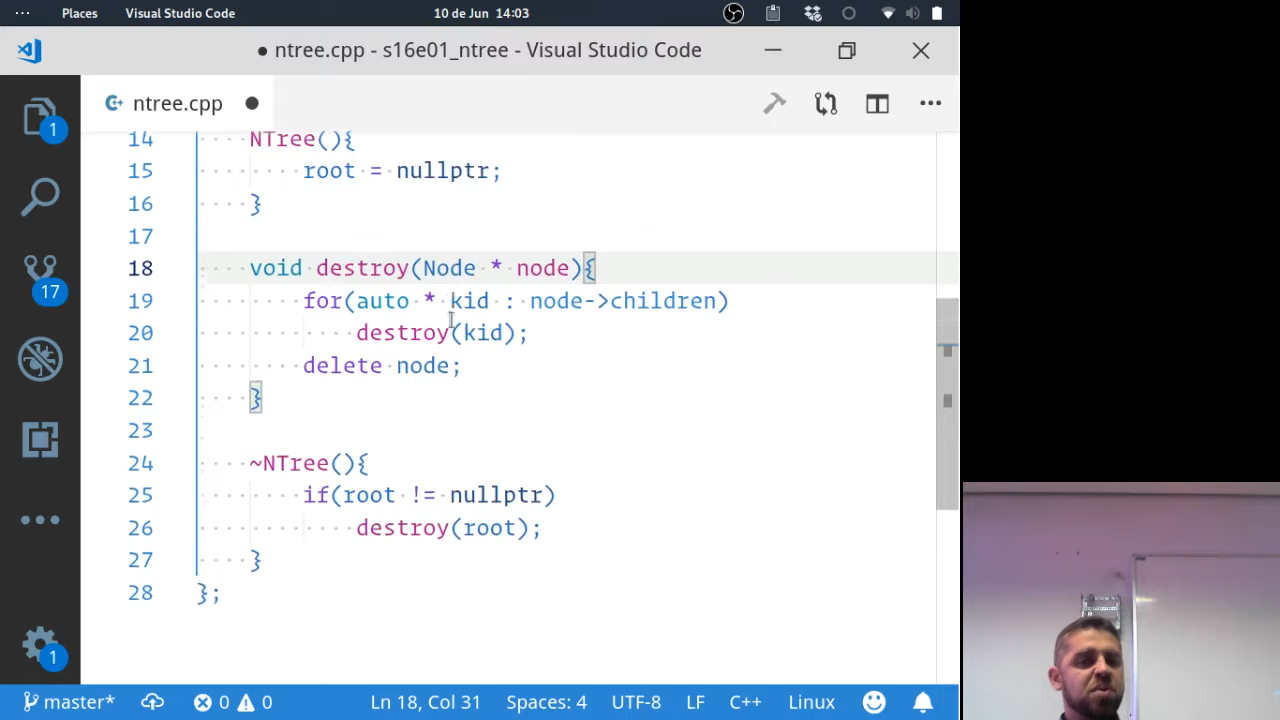 Places Visual Studio Code 10 de Jun 14:03
● ntree.cpp - s16e01_ntree - Visual Studio Code
ntree.cpp
14 NTree(){
15 root = nullptr;
16 }
17
18 void destroy(Node * node){
19 for(auto * kid : node->children)
20 destroy(kid);
21 delete node;
22 }
23
24 ~NTree(){
25 if(root != nullptr)
26 destroy(root);
27 }
28 };
1
17
1
master* 0 0 Ln 18, Col 31 Spaces: 4 UTF-8 LF C++ Linux